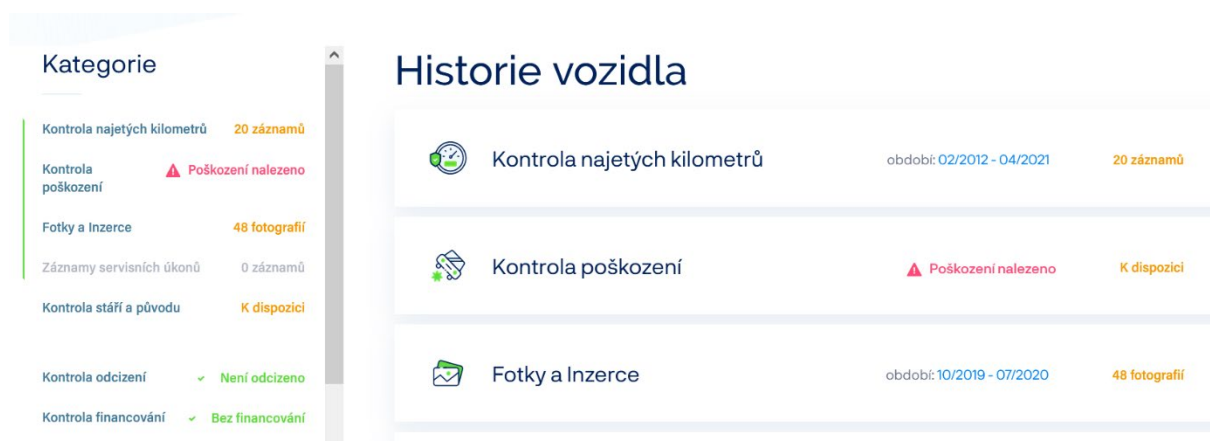 Kategorie
Kontrola najetých kilometrů 20 záznamů
Kontrola poškození Poškození nalezeno
Fotky a Inzerce 48 fotografií
Záznamy servisních úkonů 0 záznamů
Kontrola stáří a původu K dispozici
Kontrola odcizení Není odcizeno
Kontrola financování Bez financování
Historie vozidla
Kontrola najetých kilometrů období: 02/2012 - 04/2021 20 záznamů
Kontrola poškození Poškození nalezeno K dispozici
Fotky a Inzerce období: 10/2019 - 07/2020 48 fotografií